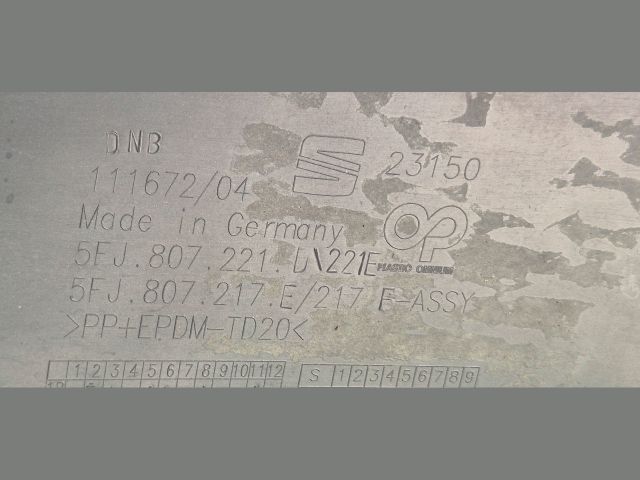 DNB
23150
111672/04
Made in Germany
5FJ.807.221. \221E
PLASTIC OMNIUM
5FJ.807.217.E/217 F-ASSY
>PP+EPDM-TD20<
1 2 3 4 5 6 7 8 9 10 11 12
S 1 2 3 4 5 6 7 8 9